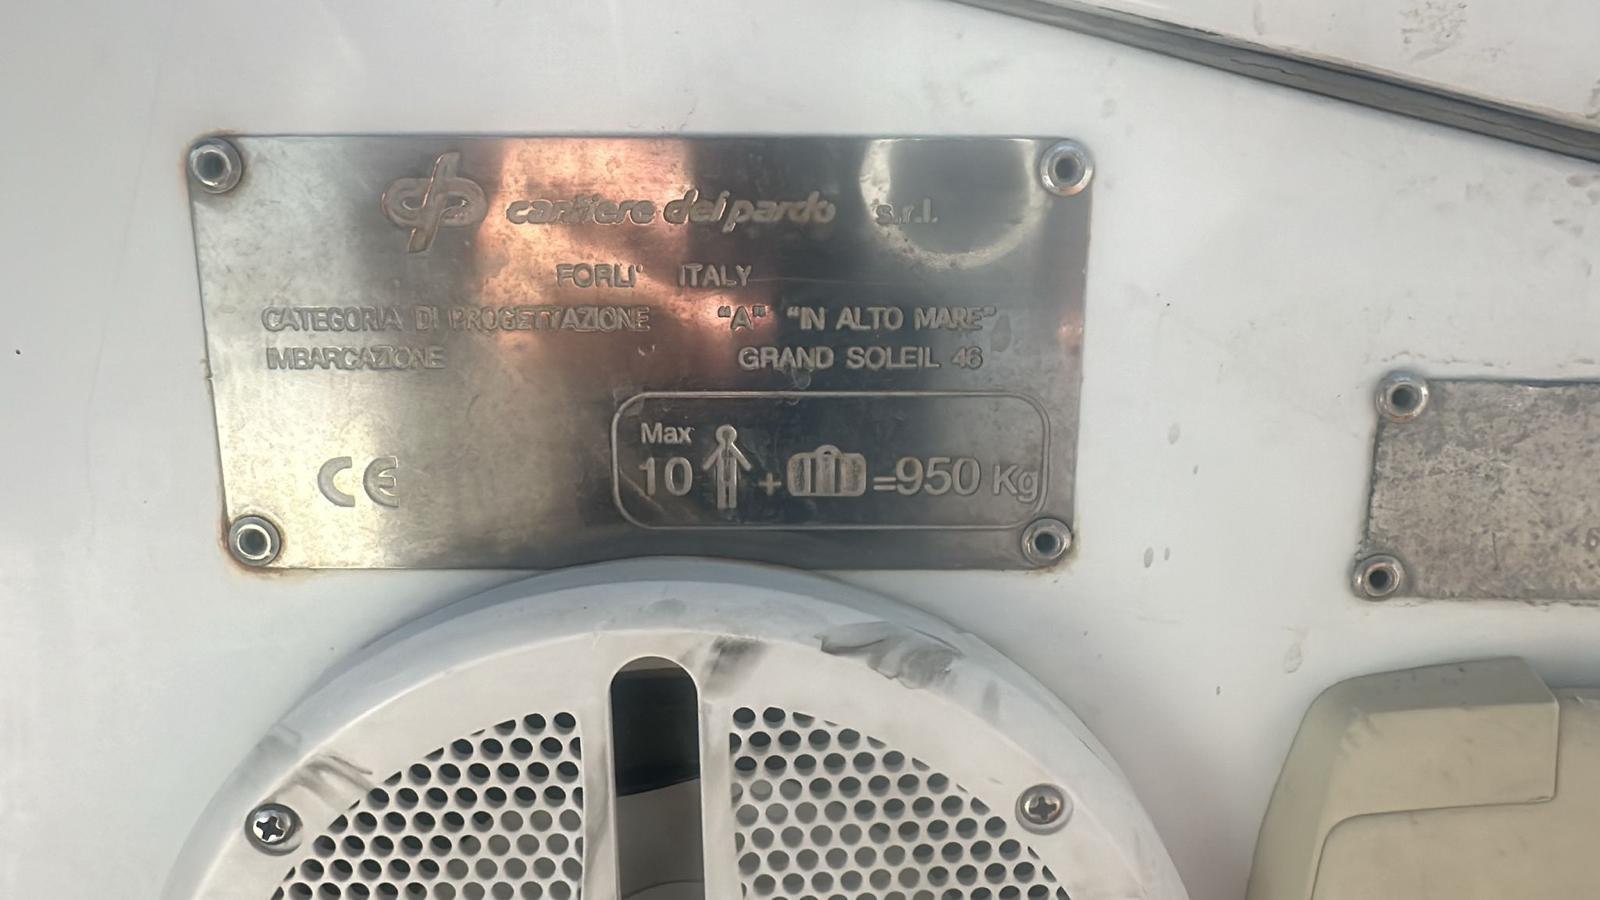 cantiere del pardo s.r.l.
FORLI' ITALY
CATEGORIA DI PROGETTAZIONE "A" "IN ALTO MARE"
IMBARCAZIONE GRAND SOLEIL 46
CE
Max
10 + =950 Kg